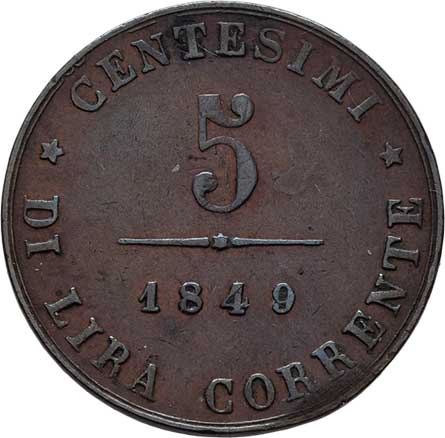 CENTESIMI
5
1849
DI LIRA CORRENTE